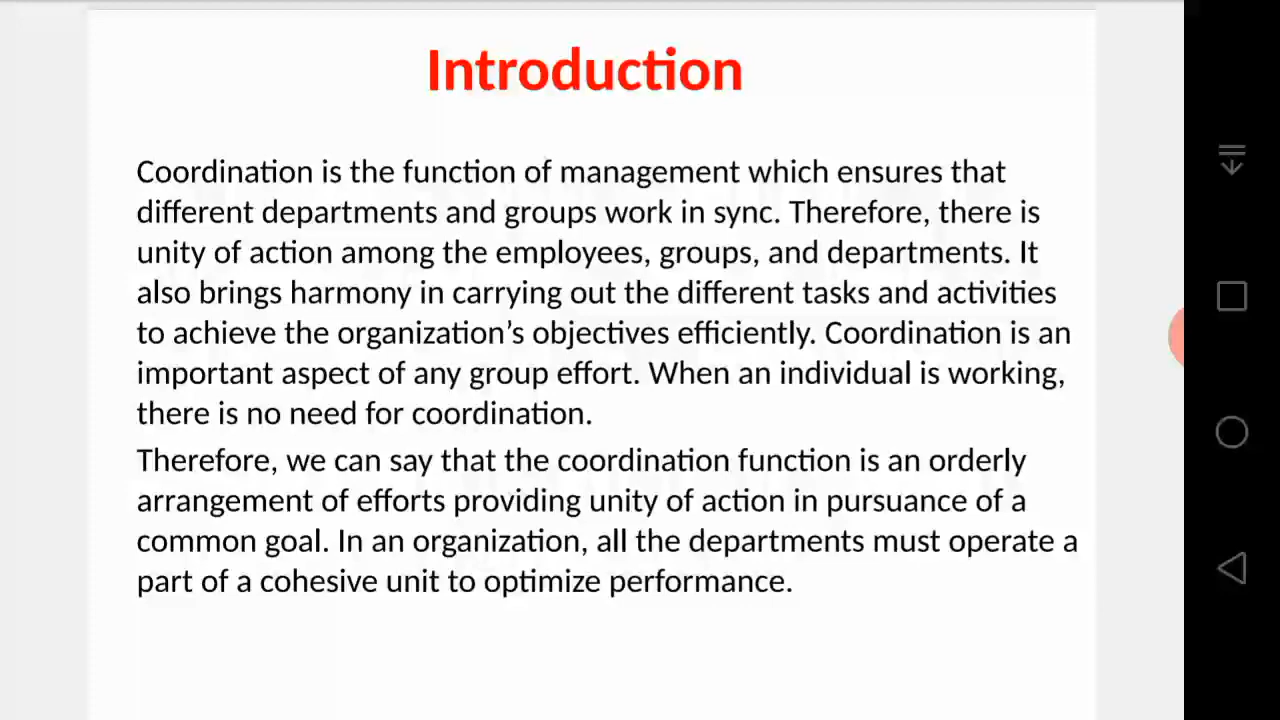 Introduction
Coordination is the function of management which ensures that
different departments and groups work in sync. Therefore, there is
unity of action among the employees, groups, and departments. It
also brings harmony in carrying out the different tasks and activities
to achieve the organization’s objectives efficiently. Coordination is an
important aspect of any group effort. When an individual is working,
there is no need for coordination.
Therefore, we can say that the coordination function is an orderly
arrangement of efforts providing unity of action in pursuance of a
common goal. In an organization, all the departments must operate a
part of a cohesive unit to optimize performance.